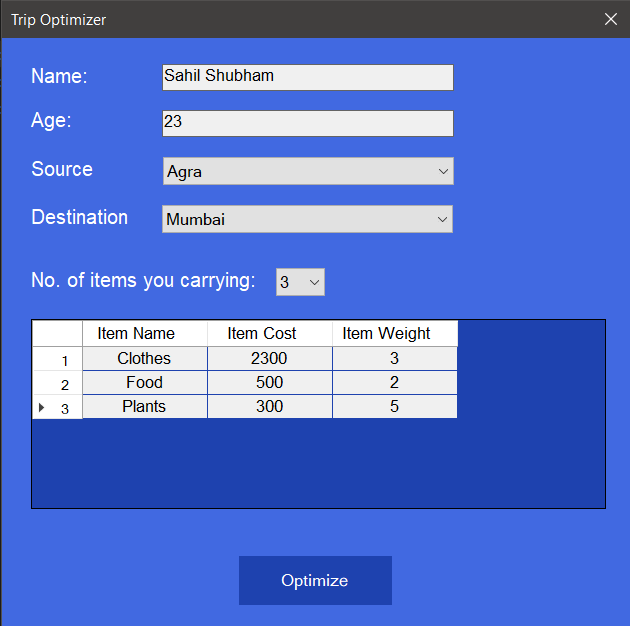 Trip Optimizer
Name: Sahil Shubham
Age: 23
Source Agra
Destination Mumbai
No. of items you carrying: 3
Item Name Item Cost Item Weight
1 Clothes 2300 3
2 Food 500 2
3 Plants 300 5
Optimize